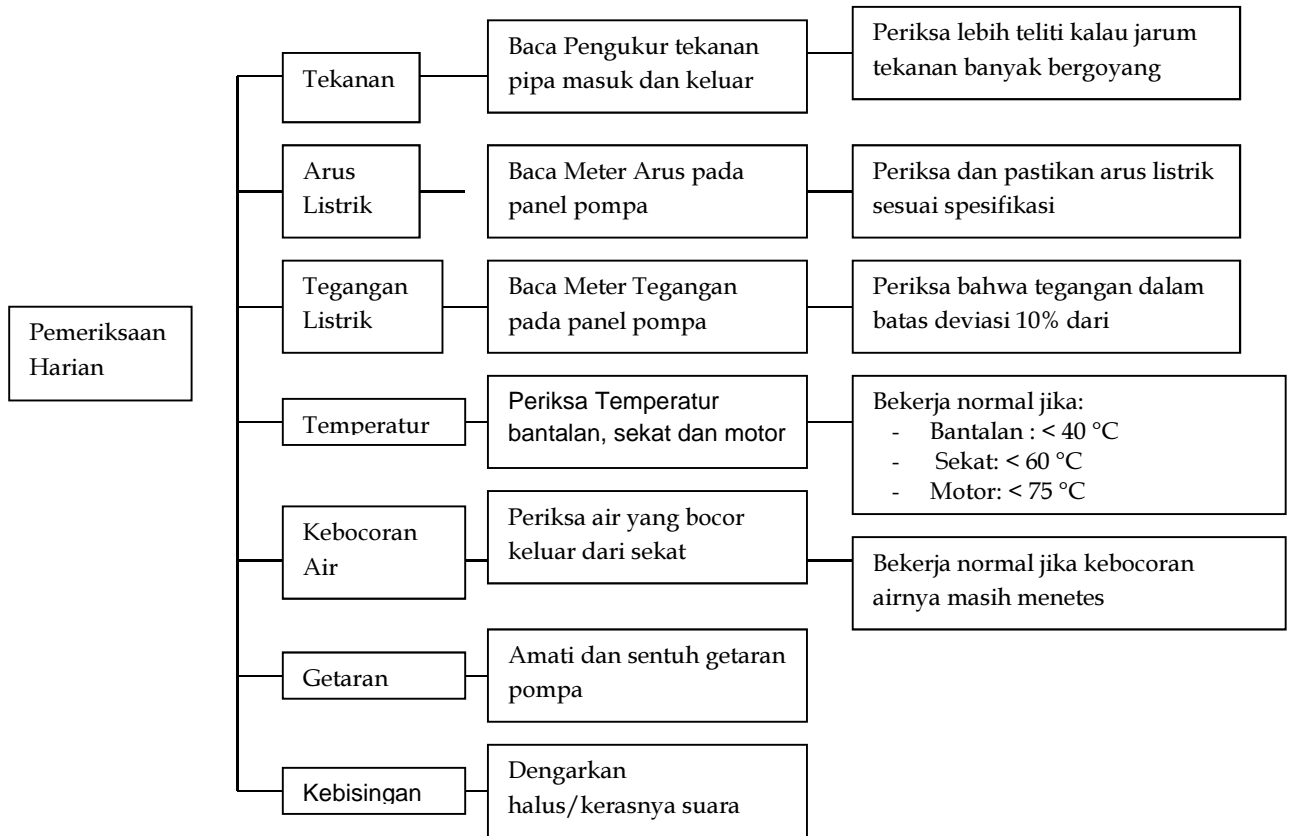 Pemeriksaan
Harian
Tekanan
Baca Pengukur tekanan
pipa masuk dan keluar
Periksa lebih teliti kalau jarum
tekanan banyak bergoyang
Arus
Listrik
Baca Meter Arus pada
panel pompa
Periksa dan pastikan arus listrik
sesuai spesifikasi
Tegangan
Listrik
Baca Meter Tegangan
pada panel pompa
Periksa bahwa tegangan dalam
batas deviasi 10% dari
Temperatur
Periksa Temperatur
bantalan, sekat dan motor
Bekerja normal jika:
- Bantalan : < 40 °C
- Sekat: < 60 °C
- Motor: < 75 °C
Kebocoran
Air
Periksa air yang bocor
keluar dari sekat
Bekerja normal jika kebocoran
airnya masih menetes
Getaran
Amati dan sentuh getaran
pompa
Kebisingan
Dengarkan
halus/kerasnya suara